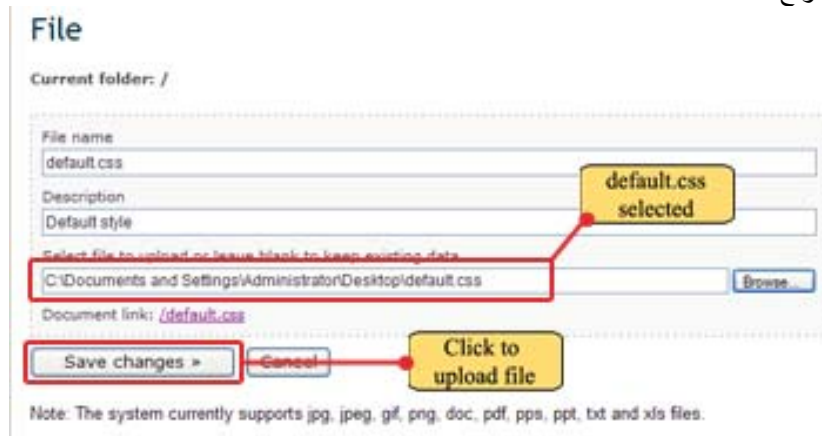 File
Current folder: /
File name
default.css
Description
Default style
default.css
selected
Select file to upload or leave blank to keep existing data
C:\Documents and Settings\Administrator\Desktop\default.css
Browse...
Document link: /default.css
Save changes »
Cancel
Click to
upload file
Note: The system currently supports jpg, jpeg, gif, png, doc, pdf, pps, ppt, txt and xls files.